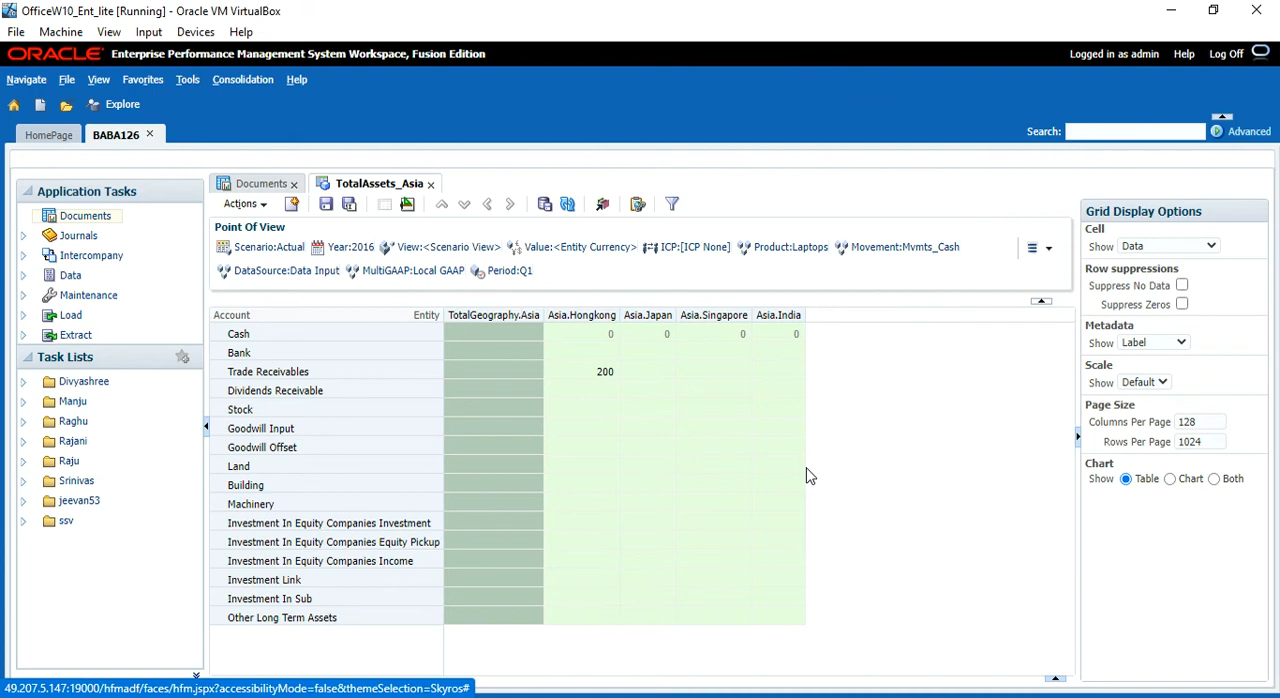 OfficeW10_Ent_lite [Running] - Oracle VM VirtualBox
File Machine View Input Devices Help
ORACLE Enterprise Performance Management System Workspace, Fusion Edition Logged in as admin Help Log Off
Navigate File View Favorites Tools Consolidation Help
Explore
HomePage BABA126 Search: Advanced
Application Tasks
Documents
Journals
Intercompany
Data
Maintenance
Load
Extract
Task Lists
Divyashree
Manju
Raghu
Rajani
Raju
Srinivas
jeevan53
ssv
Documents TotalAssets_Asia
Actions
Point Of View
Scenario:Actual Year:2016 View:<Scenario View> Value:<Entity Currency> ICP:[ICP None] Product:Laptops Movement:Mvmts_Cash
DataSource:Data Input MultiGAAP:Local GAAP Period:Q1
Account Entity TotalGeography.Asia Asia.Hongkong Asia.Japan Asia.Singapore Asia.India
Cash 0 0 0 0
Bank
Trade Receivables 200
Dividends Receivable
Stock
Goodwill Input
Goodwill Offset
Land
Building
Machinery
Investment In Equity Companies Investment
Investment In Equity Companies Equity Pickup
Investment In Equity Companies Income
Investment Link
Investment In Sub
Other Long Term Assets
Grid Display Options
Cell
Show Data
Row suppressions
Suppress No Data
Suppress Zeros
Metadata
Show Label
Scale
Show Default
Page Size
Columns Per Page 128
Rows Per Page 1024
Chart
Show Table Chart Both
49.207.5.147:19000/hfmadf/faces/hfm.jspx?accessibilityMode=false&themeSelection=Skyros#